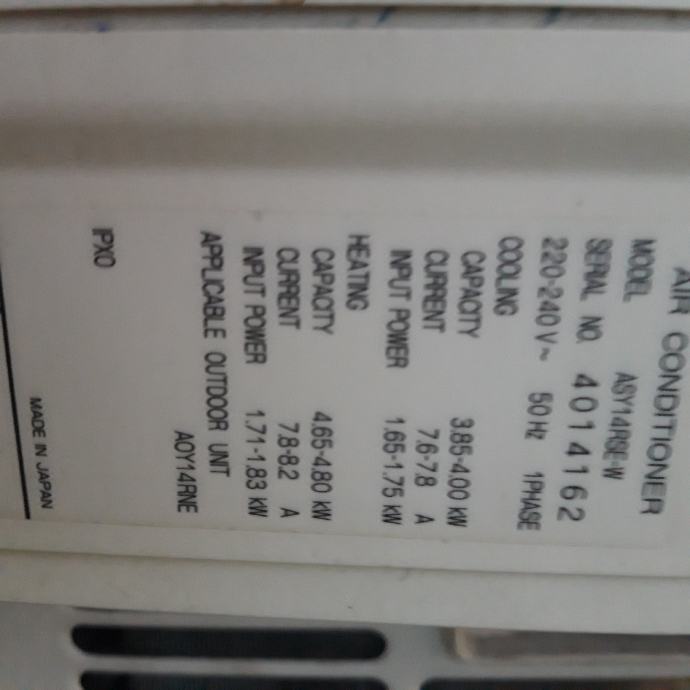 AIR CONDITIONER
MODEL ASY14RSE-W
SERIAL NO. 4014162
220-240V~ 50Hz 1PHASE
COOLING
CAPACITY 3.85-4.00 kW
CURRENT 7.6-7.8 A
INPUT POWER 1.65-1.75 kW
HEATING
CAPACITY 4.65-4.80 kW
CURRENT 7.8-8.2 A
INPUT POWER 1.71-1.83 kW
APPLICABLE OUTDOOR UNIT
AOY14RNE
IPX0
MADE IN JAPAN